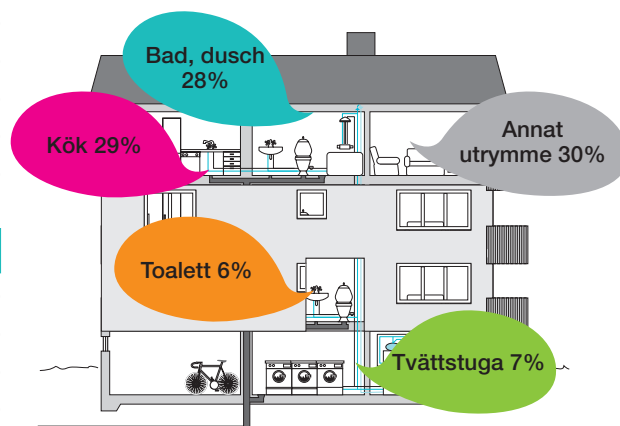 Bad, dusch
28%
Kök 29%
Annat
utrymme 30%
Toalett 6%
Tvättstuga 7%